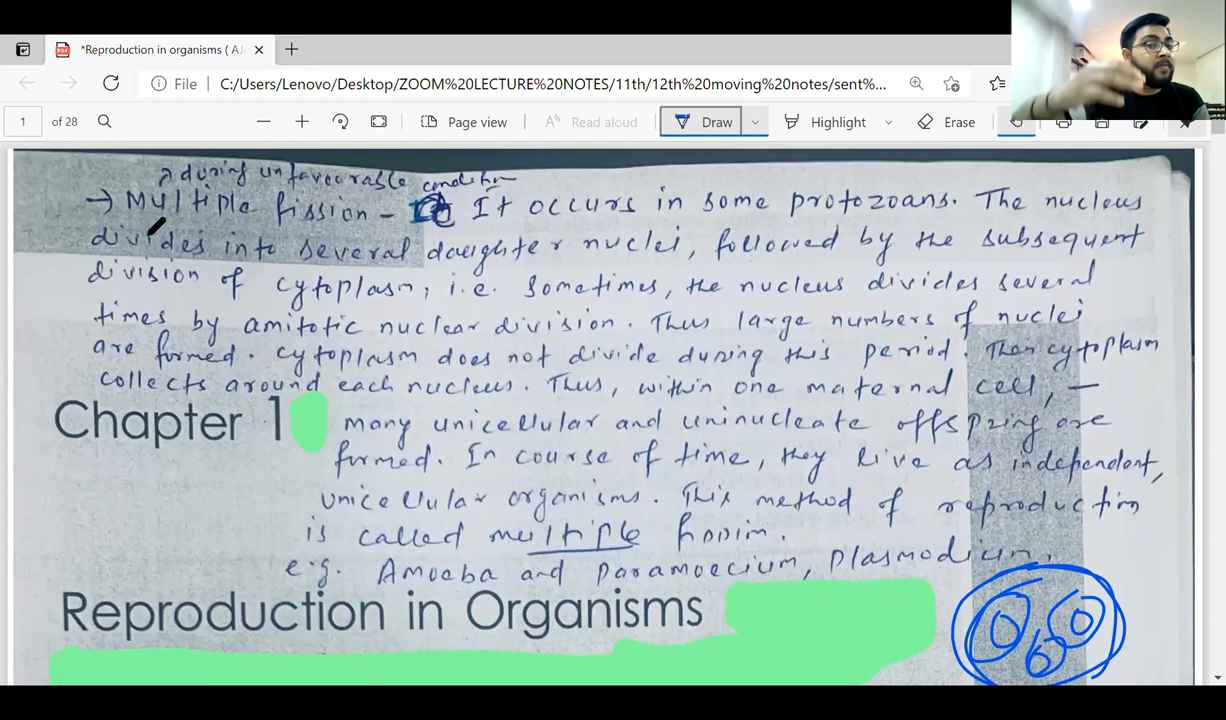 *Reproduction in organisms ( AJ
File
C:/Users/Lenovo/Desktop/ZOOM%20LECTURE%20NOTES/11th/12th%20moving%20notes/sent%...
1 of 28
Page view
Read aloud
Draw
Highlight
Erase
during unfavourable condition
→ Multiple fission - It occurs in some protozoans. The nucleus
divides into several daughter nuclei, followed by the subsequent
division of cytoplasm, i.e. sometimes, the nucleus divides several
times by amitotic nuclear division. Thus large numbers of nuclei
are formed. cytoplasm does not divide during this period. Then cytoplasm
collects around each nucleus. Thus, within one maternal cell, —
Chapter 1
many unicellular and uninucleate offspring are
formed. In course of time, they live as independent,
unicellular organisms. This method of reproduction
is called multiple fission.
e.g. Amoeba and Paramoecium, Plasmodium.
Reproduction in Organisms